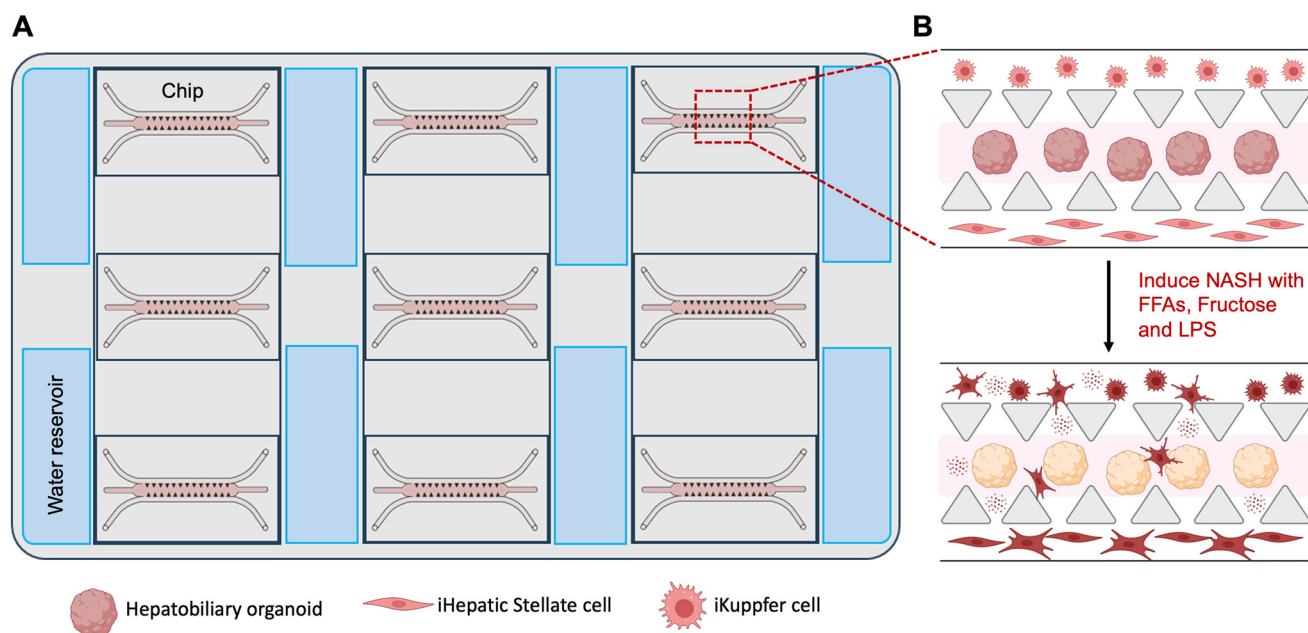 A
B
Chip
Water reservoir
Induce NASH with
FFAs, Fructose
and LPS
Hepatobiliary organoid
iHepatic Stellate cell
iKuppfer cell